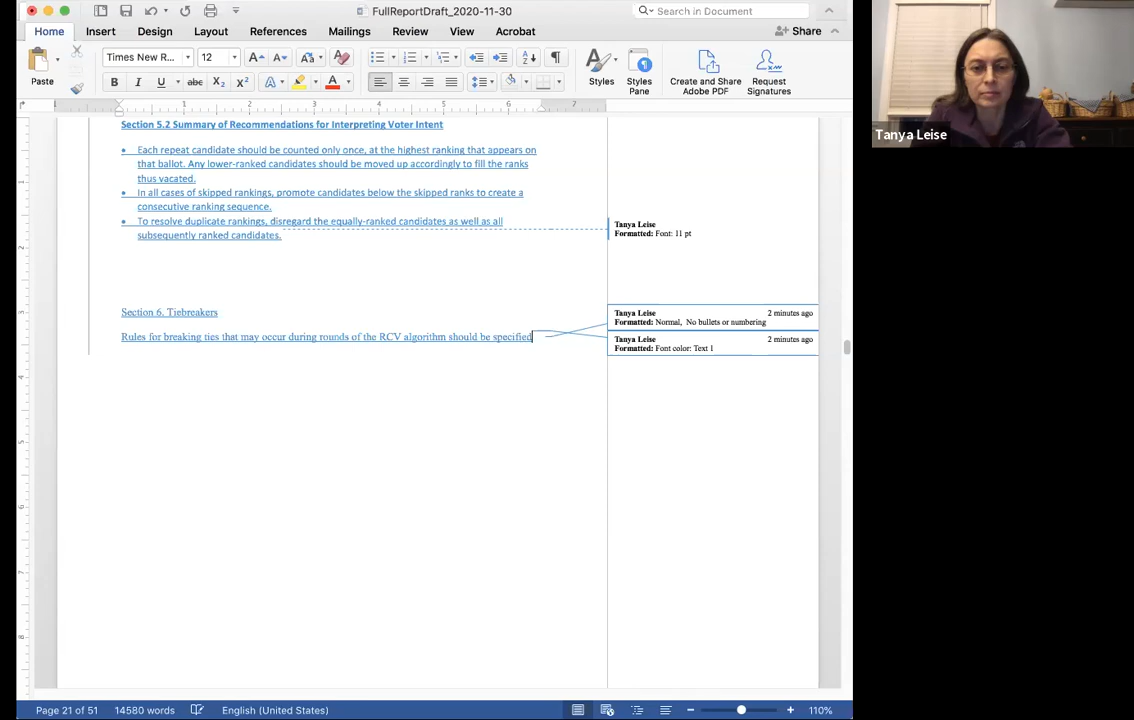 FullReportDraft_2020-11-30
Search in Document
Home Insert Design Layout References Mailings Review View Acrobat Share
Times New R... 12
Paste
Styles
Styles Pane
Create and Share Adobe PDF
Request Signatures
1 2 3 4 5 6 7
Section 5.2 Summary of Recommendations for Interpreting Voter Intent
• Each repeat candidate should be counted only once, at the highest ranking that appears on
that ballot. Any lower-ranked candidates should be moved up accordingly to fill the ranks
thus vacated.
• In all cases of skipped rankings, promote candidates below the skipped ranks to create a
consecutive ranking sequence.
• To resolve duplicate rankings, disregard the equally-ranked candidates as well as all
subsequently ranked candidates.
Tanya Leise
Formatted: Font: 11 pt
Section 6. Tiebreakers
Rules for breaking ties that may occur during rounds of the RCV algorithm should be specified
Tanya Leise 2 minutes ago
Formatted: Normal, No bullets or numbering
Tanya Leise 2 minutes ago
Formatted: Font color: Text 1
Page 21 of 51 14580 words English (United States) 110%
Tanya Leise